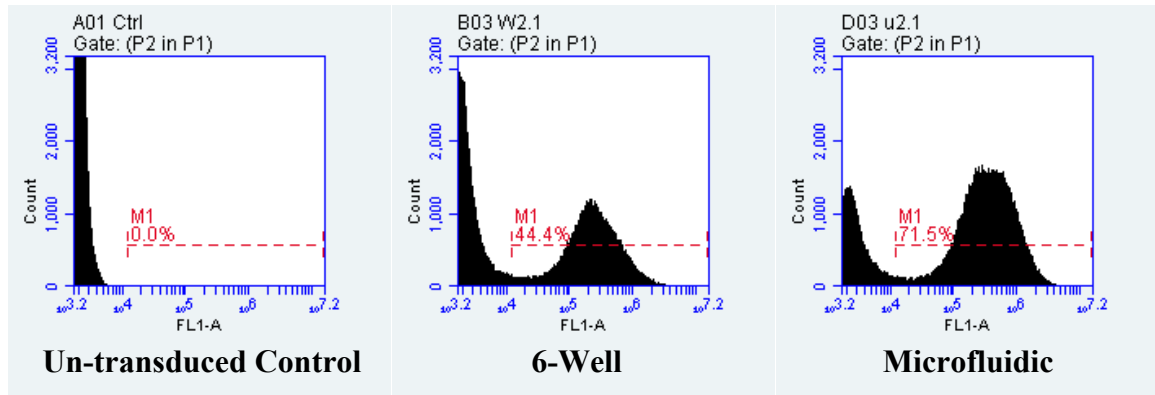 A01 Ctrl
Gate: (P2 in P1)
3,200
2,000
1,000
0
Count
M1
0.0%
10^3.2 10^4 10^5 10^6 10^7.2
FL1-A
Un-transduced Control
B03 W2.1
Gate: (P2 in P1)
3,200
2,000
1,000
0
Count
M1
44.4%
10^3.2 10^4 10^5 10^6 10^7.2
FL1-A
6-Well
D03 u2.1
Gate: (P2 in P1)
3,200
2,000
1,000
0
Count
M1
71.5%
10^3.2 10^4 10^5 10^6 10^7.2
FL1-A
Microfluidic